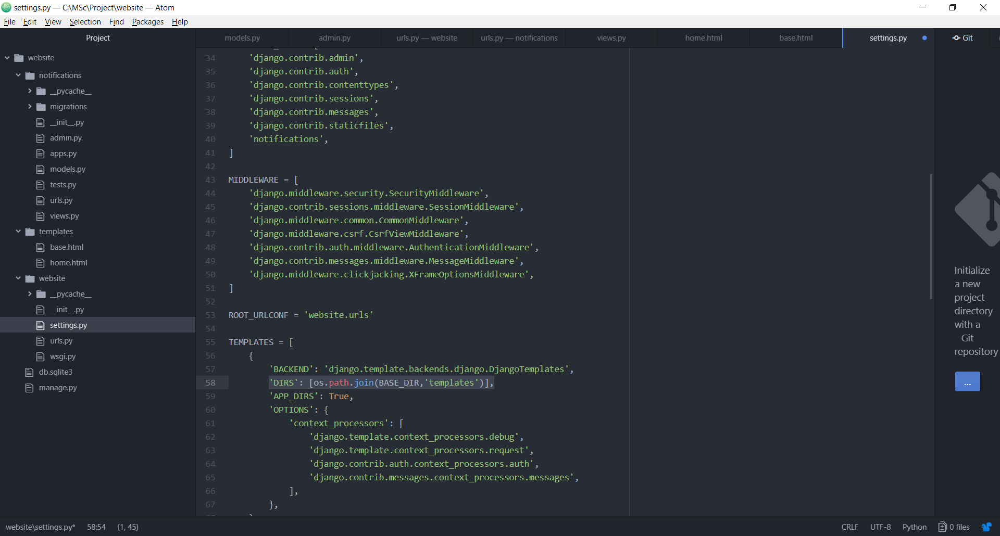 settings.py — C:\MSc\Project\website — Atom
File Edit View Selection Find Packages Help
Project
models.py admin.py urls.py — website urls.py — notifications views.py home.html base.html settings.py Git
website
notifications
__pycache__
migrations
__init__.py
admin.py
apps.py
models.py
tests.py
urls.py
views.py
templates
base.html
home.html
website
__pycache__
__init__.py
settings.py
urls.py
wsgi.py
db.sqlite3
manage.py
34 'django.contrib.admin',
35 'django.contrib.auth',
36 'django.contrib.contenttypes',
37 'django.contrib.sessions',
38 'django.contrib.messages',
39 'django.contrib.staticfiles',
40 'notifications',
41 ]
42
43 MIDDLEWARE = [
44 'django.middleware.security.SecurityMiddleware',
45 'django.contrib.sessions.middleware.SessionMiddleware',
46 'django.middleware.common.CommonMiddleware',
47 'django.middleware.csrf.CsrfViewMiddleware',
48 'django.contrib.auth.middleware.AuthenticationMiddleware',
49 'django.contrib.messages.middleware.MessageMiddleware',
50 'django.middleware.clickjacking.XFrameOptionsMiddleware',
51 ]
52
53 ROOT_URLCONF = 'website.urls'
54
55 TEMPLATES = [
56 {
57 'BACKEND': 'django.template.backends.django.DjangoTemplates',
58 'DIRS': [os.path.join(BASE_DIR,'templates')],
59 'APP_DIRS': True,
60 'OPTIONS': {
61 'context_processors': [
62 'django.template.context_processors.debug',
63 'django.template.context_processors.request',
64 'django.contrib.auth.context_processors.auth',
65 'django.contrib.messages.context_processors.messages',
66 ],
67 },
Initialize
a new
project
directory
with a
Git
repository
...
website\settings.py* 58:54 (1, 45) CRLF UTF-8 Python 0 files